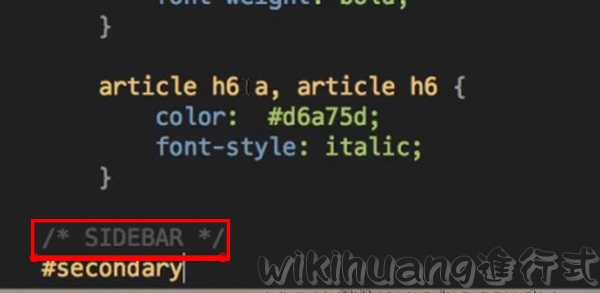 font-weight: bold;
}
article h6 a, article h6 {
color: #d6a75d;
font-style: italic;
}
/* SIDEBAR */
#secondary
wikihuang進行式